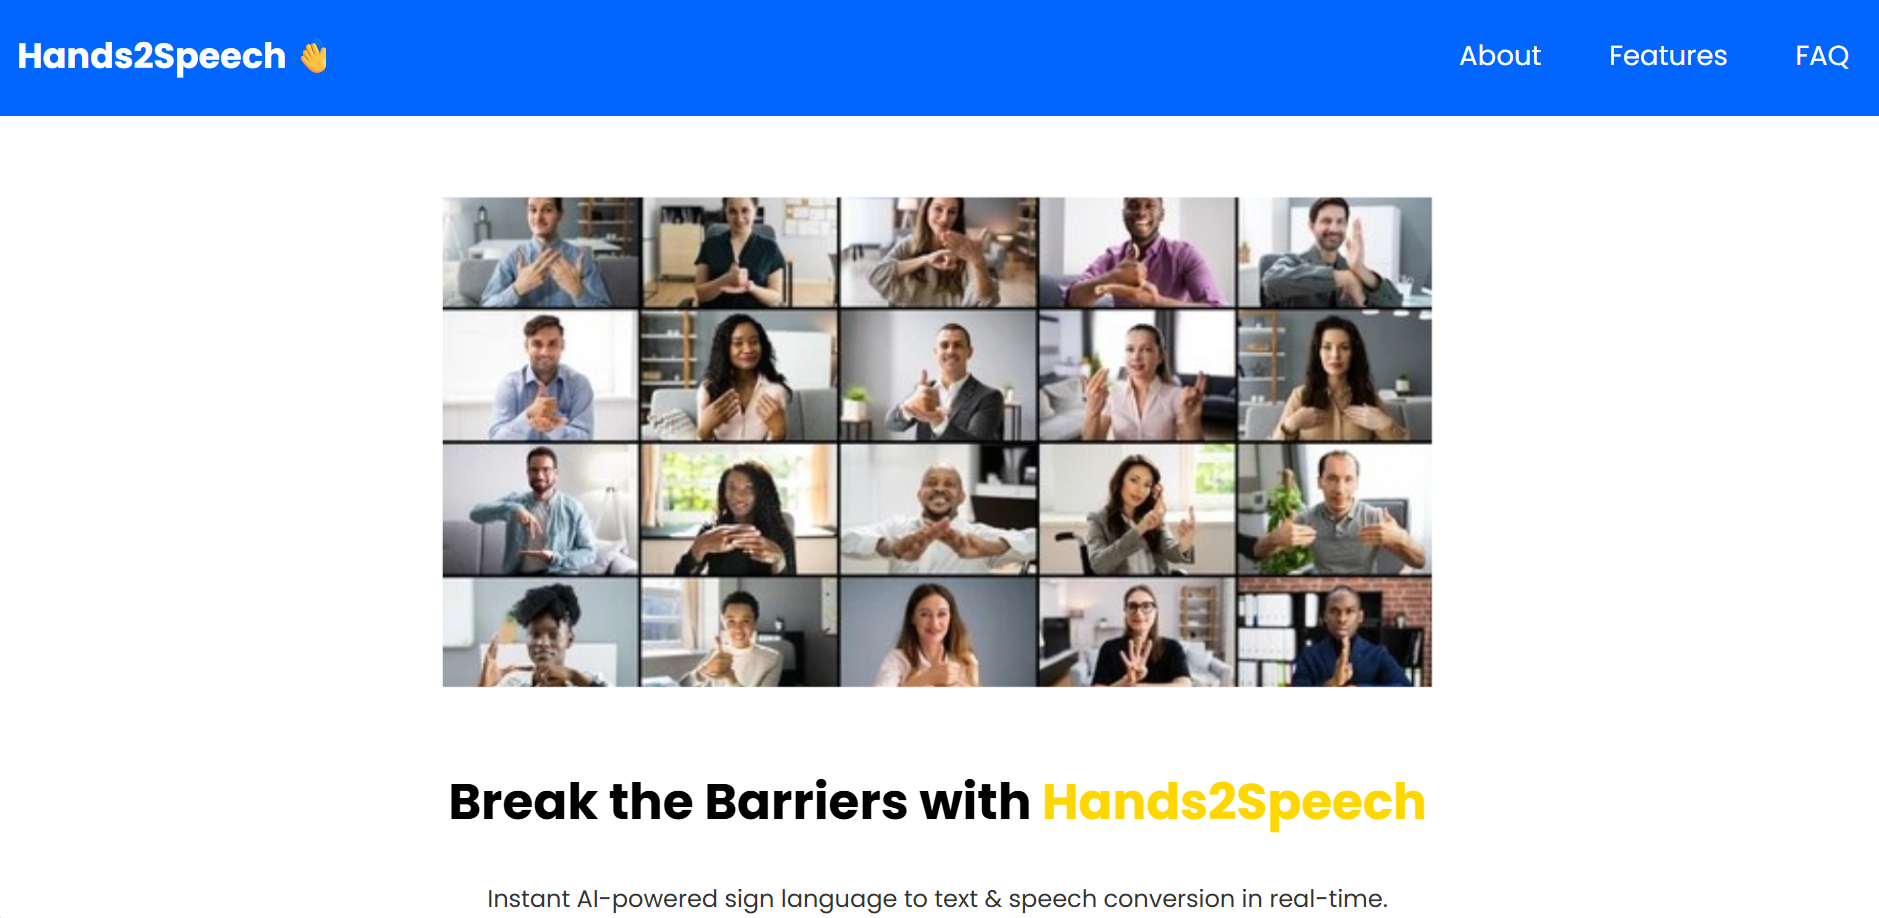 Hands2Speech 👋
About
Features
FAQ
Break the Barriers with Hands2Speech
Instant AI-powered sign language to text & speech conversion in real-time.